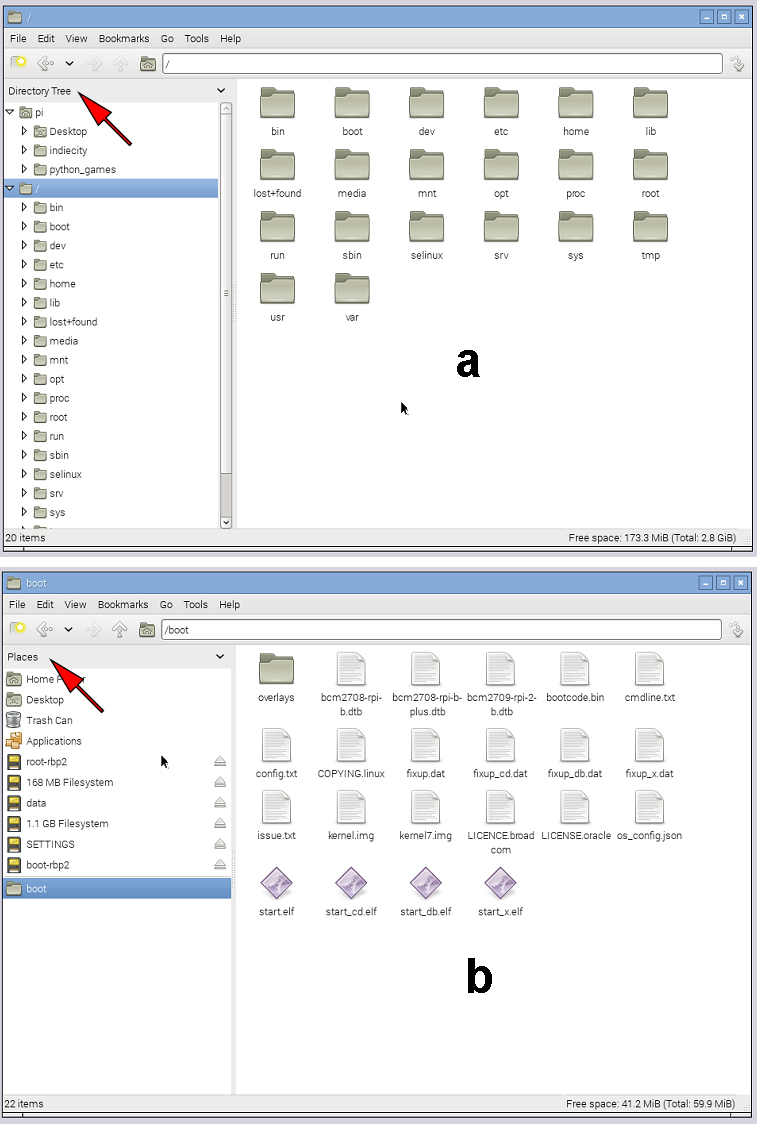 /
File Edit View Bookmarks Go Tools Help
/
Directory Tree
pi
Desktop
indiecity
python_games
/
bin
boot
dev
etc
home
lib
lost+found
media
mnt
opt
proc
root
run
sbin
selinux
srv
sys
bin boot dev etc home lib
lost+found media mnt opt proc root
run sbin selinux srv sys tmp
usr var
a
20 items Free space: 173.3 MiB (Total: 2.8 GiB)
boot
File Edit View Bookmarks Go Tools Help
/boot
Places
Home
Desktop
Trash Can
Applications
root-rbp2
168 MB Filesystem
data
1.1 GB Filesystem
SETTINGS
boot-rbp2
boot
overlays bcm2708-rpi-b.dtb bcm2708-rpi-b-plus.dtb bcm2709-rpi-2-b.dtb bootcode.bin cmdline.txt
config.txt COPYING.linux fixup.dat fixup_cd.dat fixup_db.dat fixup_x.dat
issue.txt kernel.img kernel7.img LICENCE.broadcom LICENSE.oracle os_config.json
start.elf start_cd.elf start_db.elf start_x.elf
b
22 items Free space: 41.2 MiB (Total: 59.9 MiB)